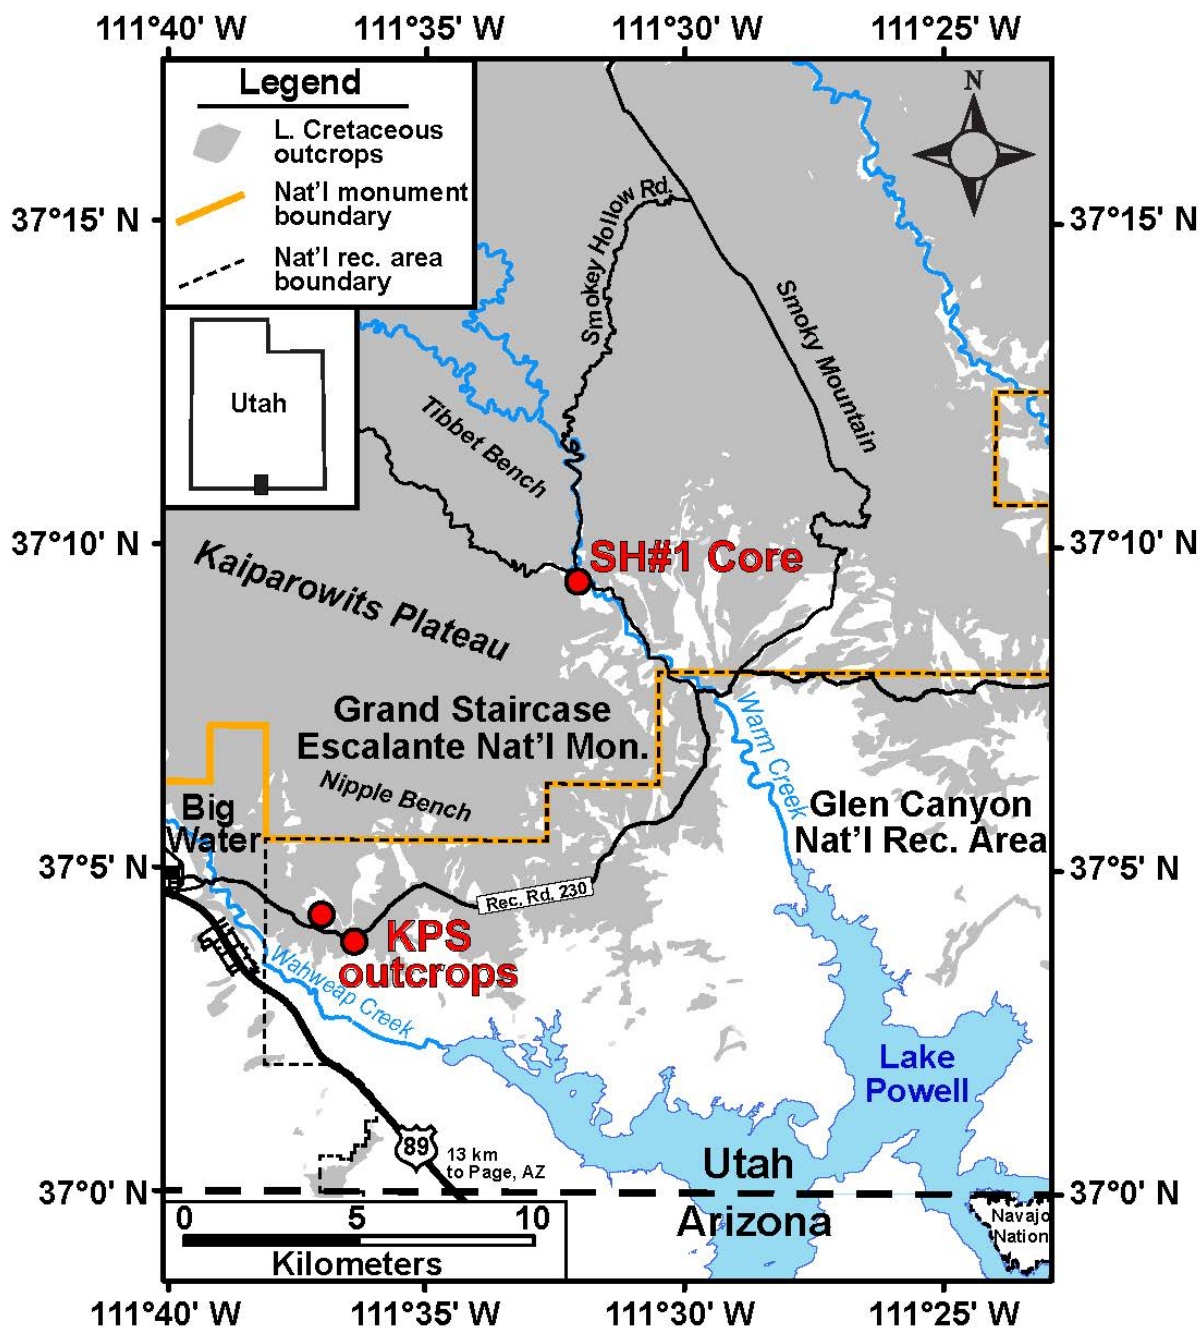 111°40' W 111°35' W 111°30' W 111°25' W
Legend
L. Cretaceous
outcrops
Nat'l monument
boundary
Nat'l rec. area
boundary
N
37°15' N
37°15' N
Smokey Hollow Rd.
Smoky Mountain
Utah
Tibbet Bench
37°10' N
37°10' N
SH#1 Core
Kaiparowits Plateau
Grand Staircase
Escalante Nat'l Mon.
Nipple Bench
Warm Creek
Big
Water
Glen Canyon
Nat'l Rec. Area
37°5' N
37°5' N
Rec. Rd. 230
KPS
outcrops
Wahweap Creek
Lake
Powell
89
13 km
to Page, AZ
Utah
37°0' N
37°0' N
Arizona
Navajo
Nation
0 5 10
Kilometers
111°40' W 111°35' W 111°30' W 111°25' W